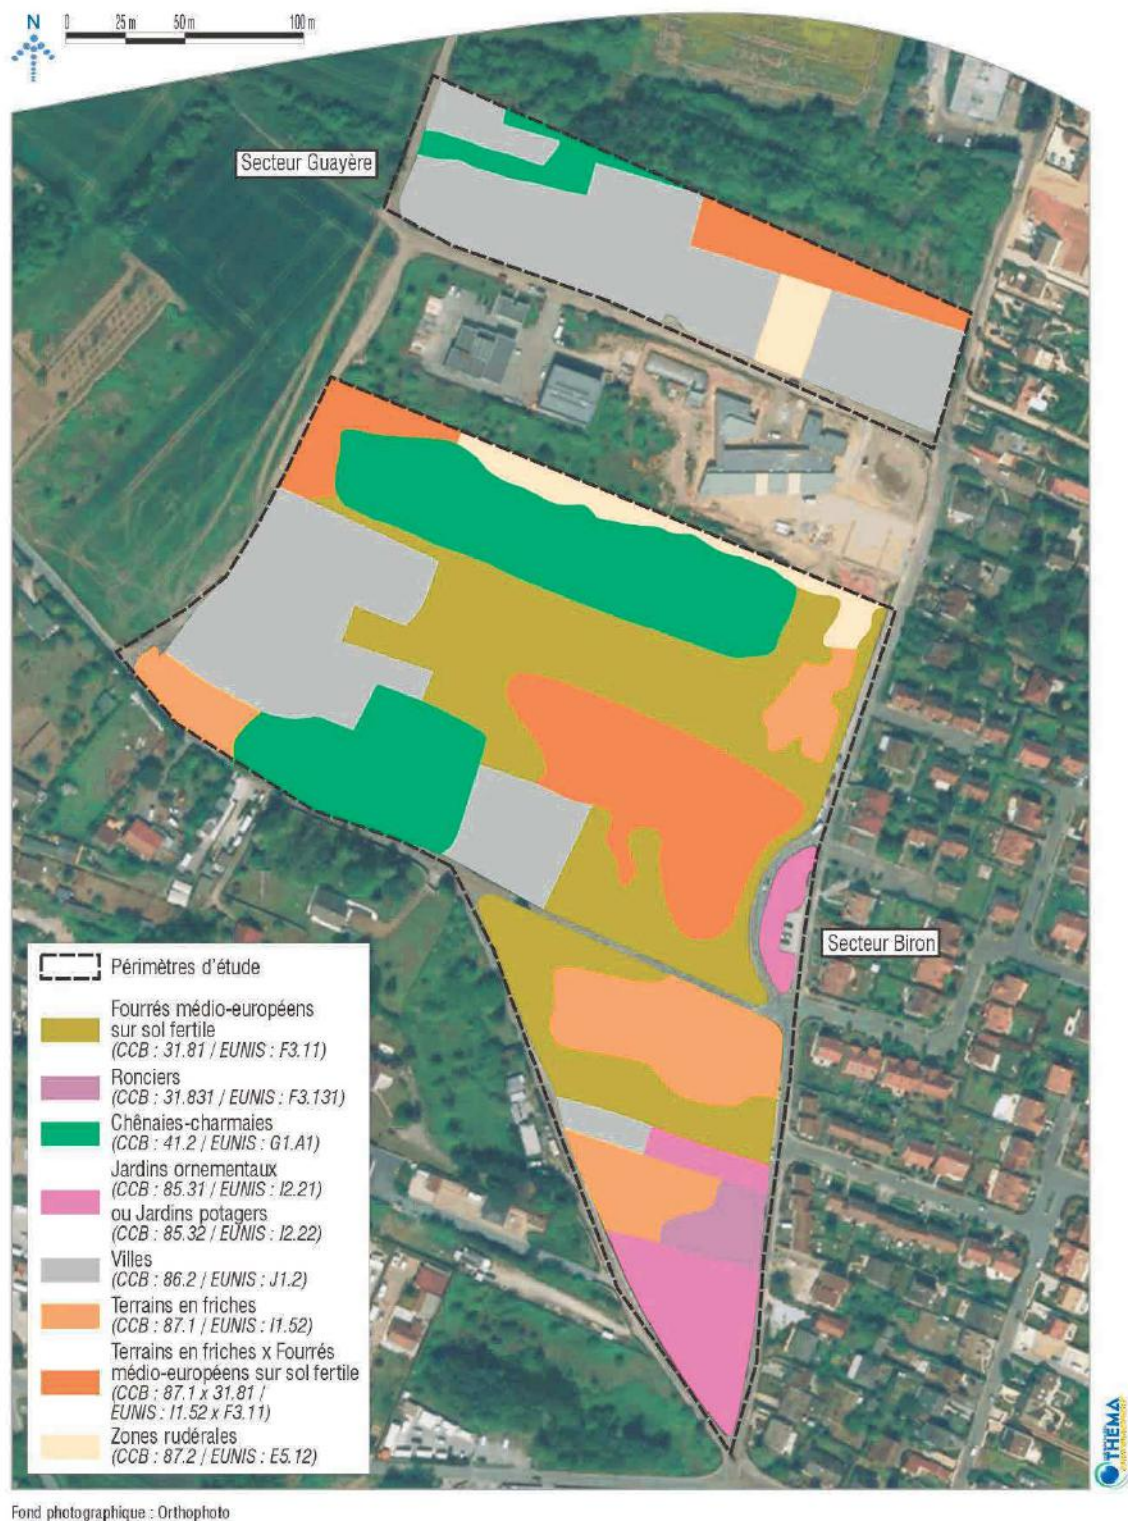 N
0 25 m 50 m 100 m
Secteur Guayère
Secteur Biron
Périmètres d'étude
Fourrés médio-européens
sur sol fertile
(CCB : 31.81 / EUNIS : F3.11)
Ronciers
(CCB : 31.831 / EUNIS : F3.131)
Chênaies-charmaies
(CCB : 41.2 / EUNIS : G1.A1)
Jardins ornementaux
(CCB : 85.31 / EUNIS : I2.21)
ou Jardins potagers
(CCB : 85.32 / EUNIS : I2.22)
Villes
(CCB : 86.2 / EUNIS : J1.2)
Terrains en friches
(CCB : 87.1 / EUNIS : I1.52)
Terrains en friches x Fourrés
médio-européens sur sol fertile
(CCB : 87.1 x 31.81 /
EUNIS : I1.52 x F3.11)
Zones rudérales
(CCB : 87.2 / EUNIS : E5.12)
THEMA
Fond photographique : Orthophoto